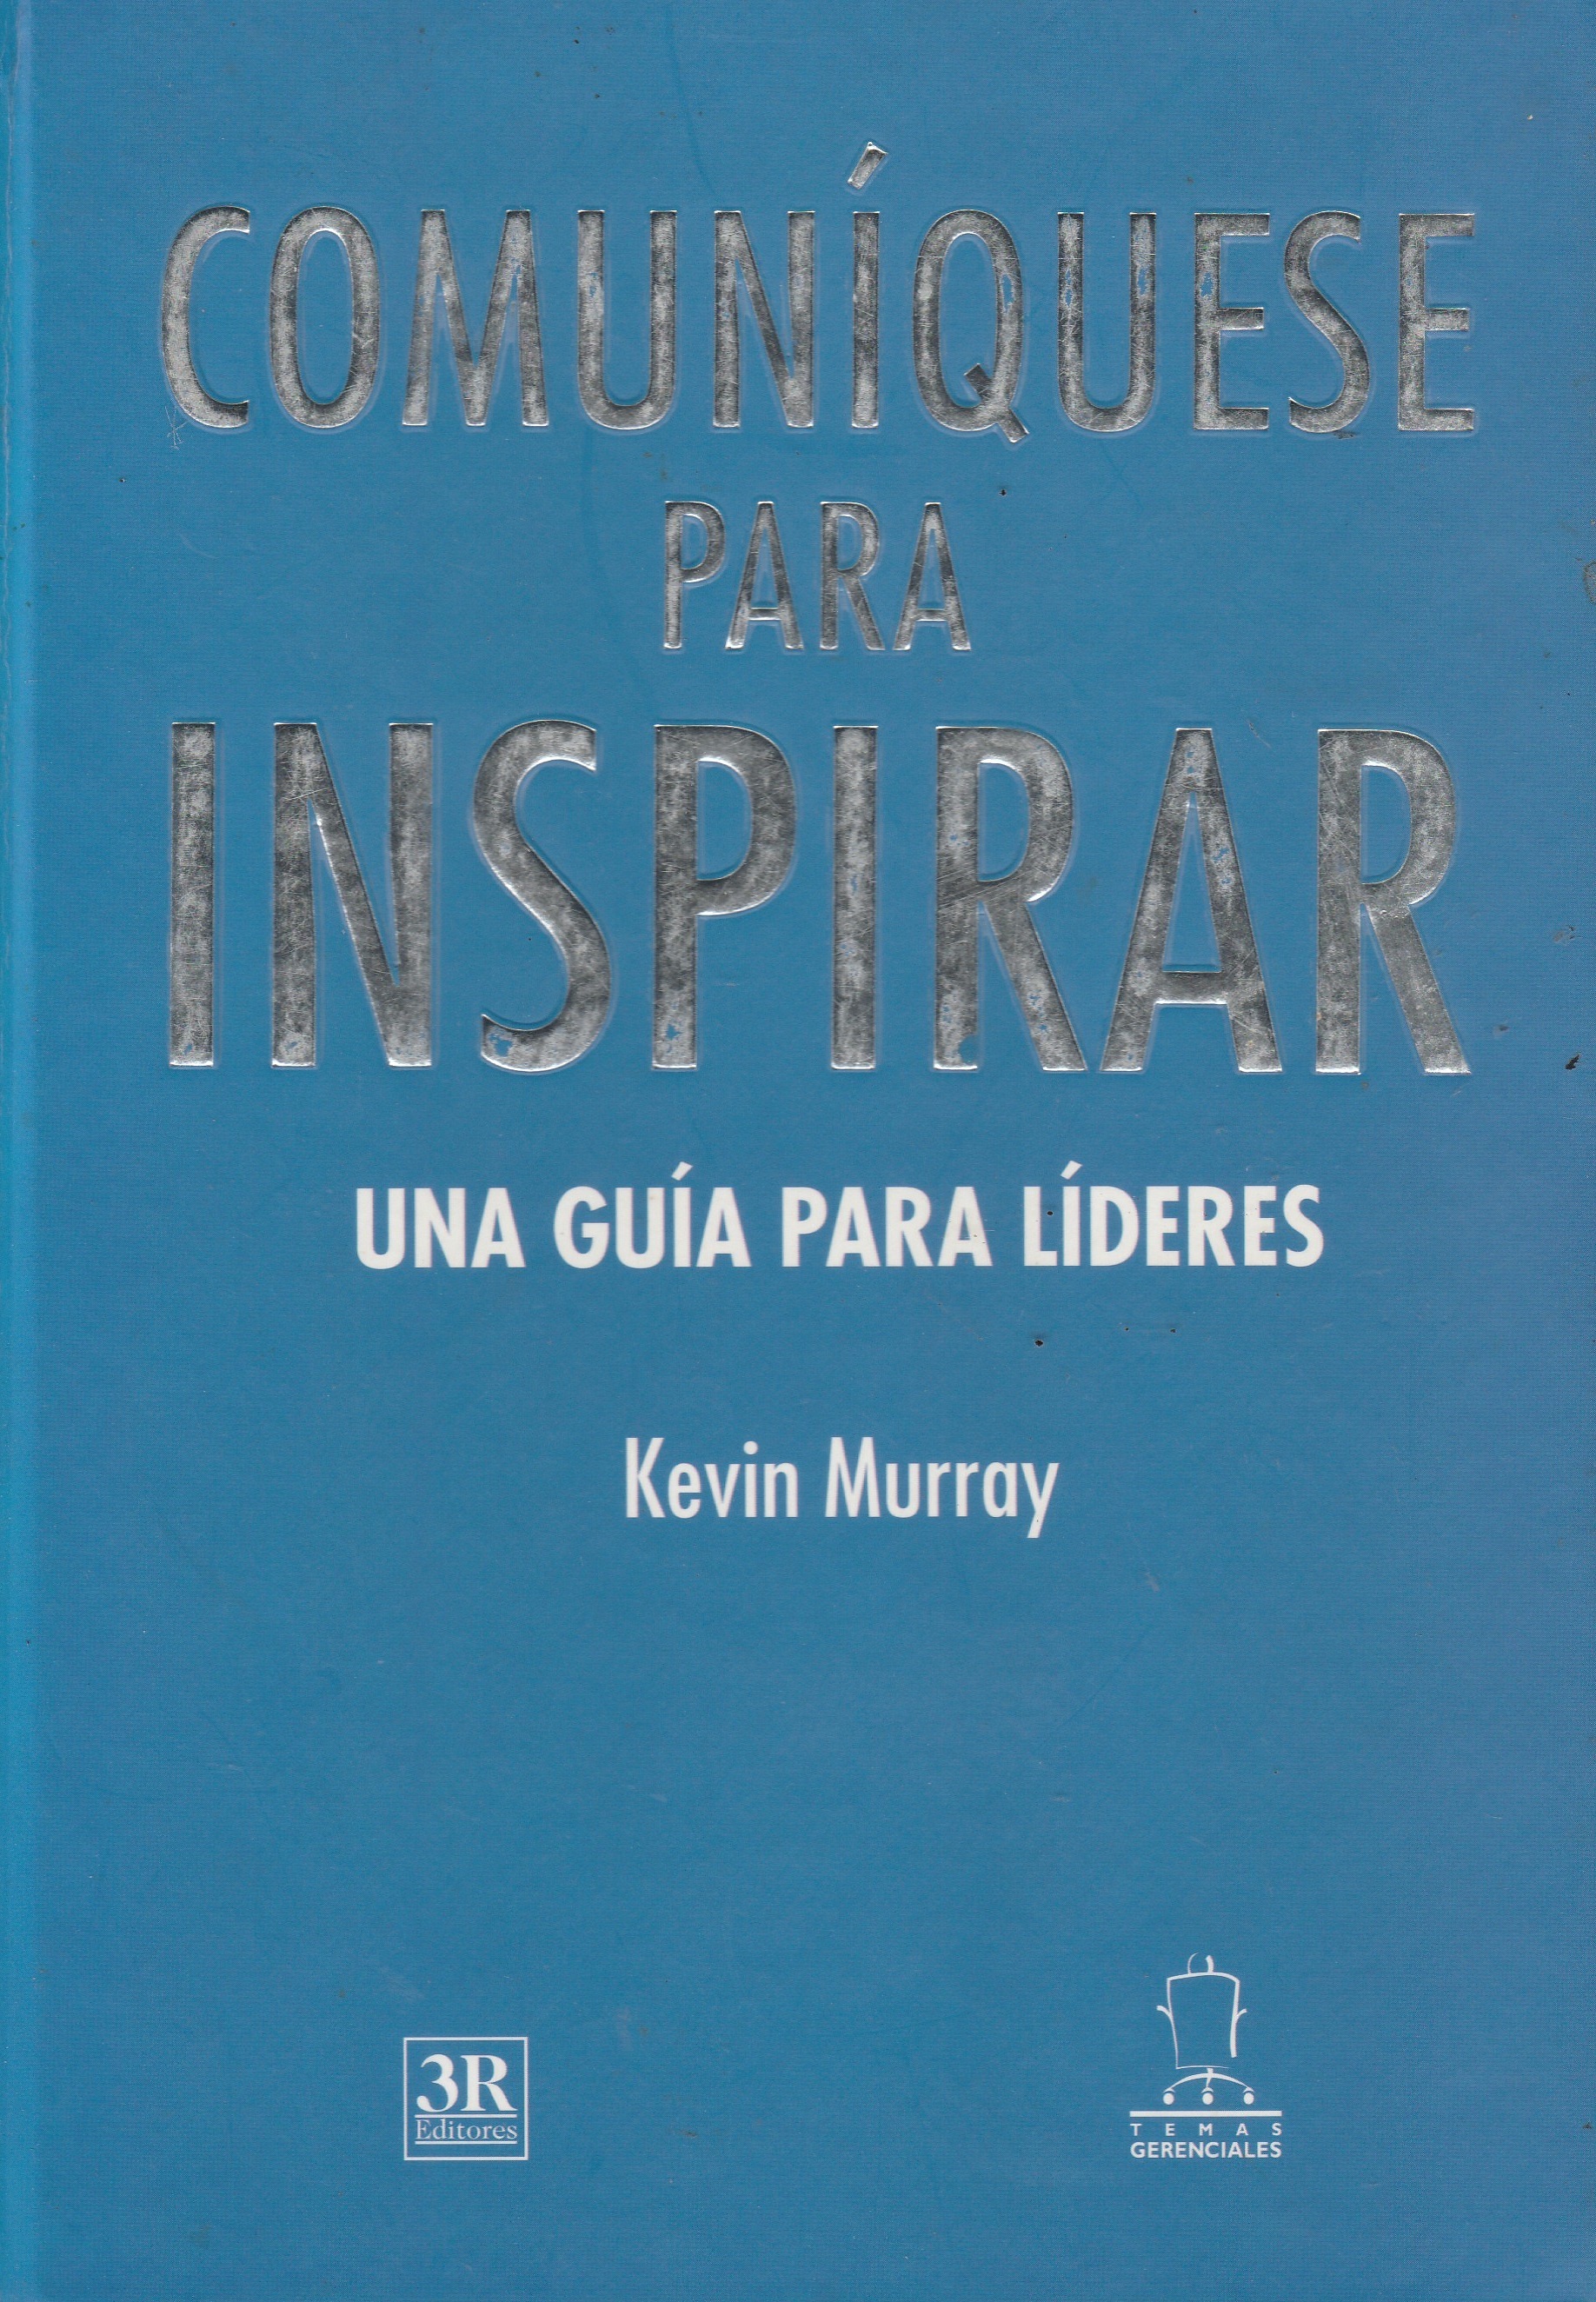 COMUNÍQUESE
PARA
INSPIRAR
UNA GUÍA PARA LÍDERES
Kevin Murray
3R
Editores
TEMAS
GERENCIALES